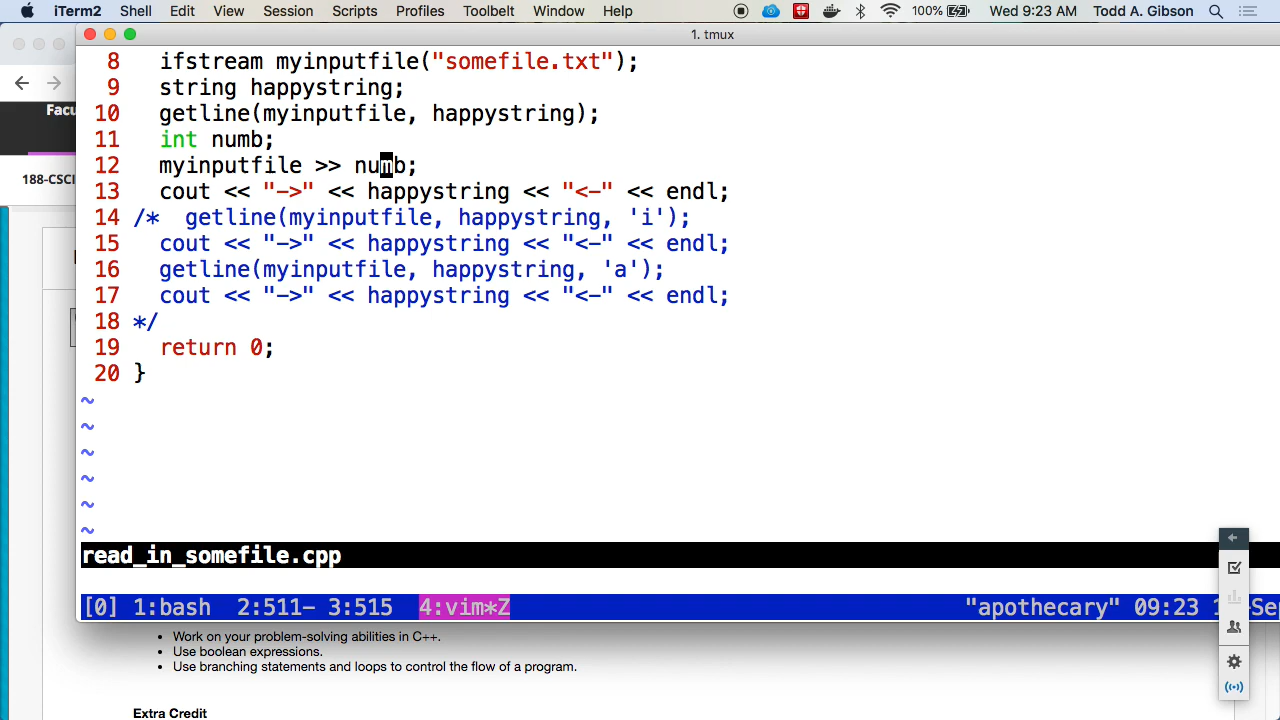 iTerm2 Shell Edit View Session Scripts Profiles Toolbelt Window Help 100% Wed 9:23 AM Todd A. Gibson
1. tmux
Facu
188-CSCI
8 ifstream myinputfile("somefile.txt");
9 string happystring;
10 getline(myinputfile, happystring);
11 int numb;
12 myinputfile >> numb;
13 cout << "->" << happystring << "<-" << endl;
14 /* getline(myinputfile, happystring, 'i');
15 cout << "->" << happystring << "<-" << endl;
16 getline(myinputfile, happystring, 'a');
17 cout << "->" << happystring << "<-" << endl;
18 */
19 return 0;
20 }
~
~
~
~
~
~
read_in_somefile.cpp
[0] 1:bash 2:511- 3:515 4:vim*Z "apothecary" 09:23 1 -Sep
• Work on your problem-solving abilities in C++.
• Use boolean expressions.
• Use branching statements and loops to control the flow of a program.
Extra Credit